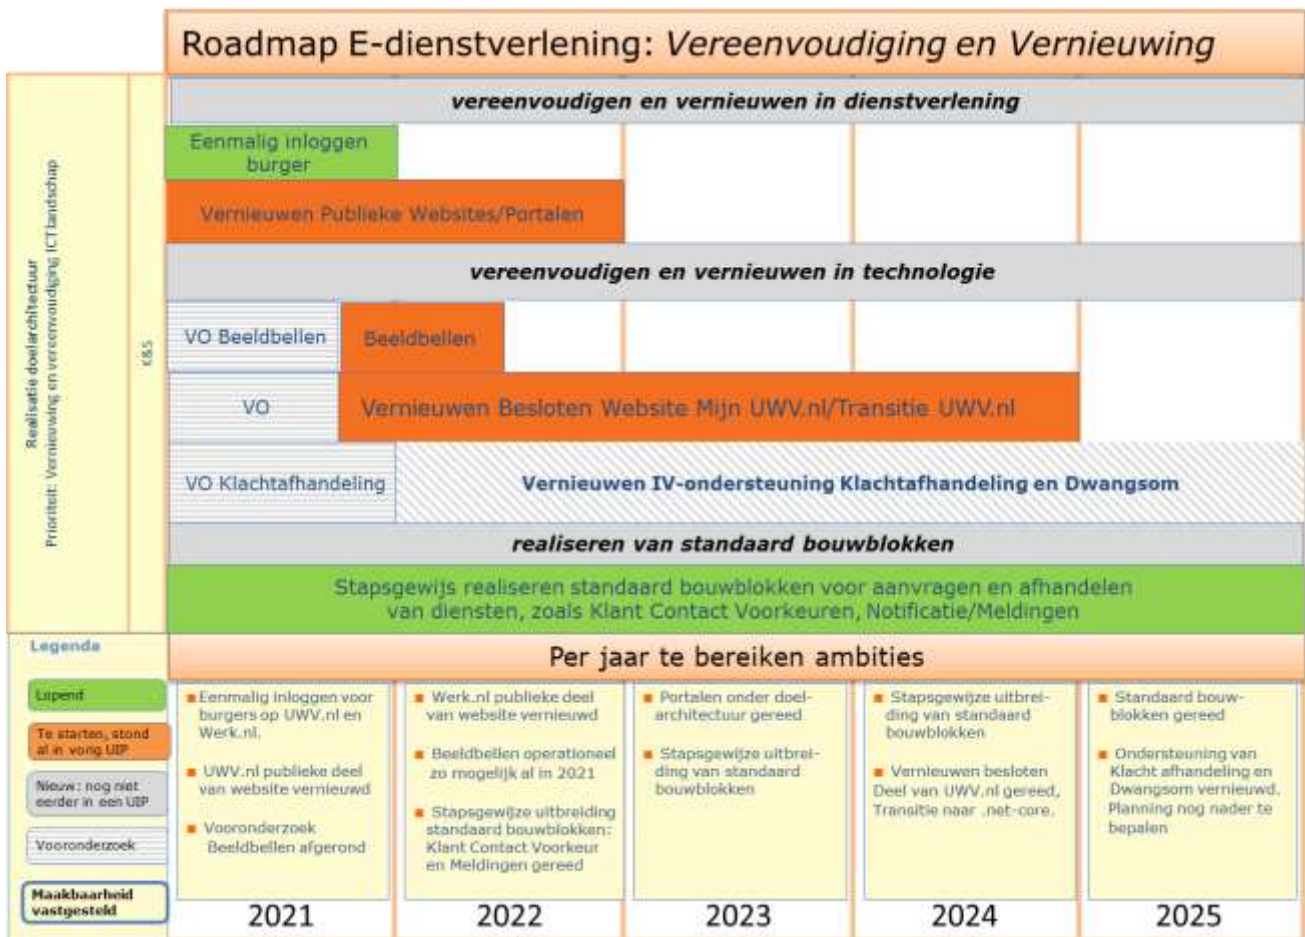 Roadmap E-dienstverlening: Vereenvoudiging en Vernieuwing
Realisatie doelarchitectuur
Prioriteit: Vernieuwing en vereenvoudiging ICT landschap
K&S
vereenvoudigen en vernieuwen in dienstverlening
Eenmalig inloggen
burger
Vernieuwen Publieke Websites/Portalen
vereenvoudigen en vernieuwen in technologie
VO Beeldbellen
Beeldbellen
VO
Vernieuwen Besloten Website Mijn UWV.nl/Transitie UWV.nl
VO Klachtafhandeling
Vernieuwen IV-ondersteuning Klachtafhandeling en Dwangsom
realiseren van standaard bouwblokken
Stapsgewijs realiseren standaard bouwblokken voor aanvragen en afhandelen
van diensten, zoals Klant Contact Voorkeuren, Notificatie/Meldingen
Legenda
Lopend
Te starten, stond
al in vorig UIP
Nieuw: nog niet
eerder in een UIP
Vooronderzoek
Maakbaarheid
vastgesteld
Per jaar te bereiken ambities
Eenmalig inloggen voor
burgers op UWV.nl en
Werk.nl.
UWV.nl publieke deel
van website vernieuwd
Vooronderzoek
Beeldbellen afgerond
2021
Werk.nl publieke deel
van website vernieuwd
Beeldbellen operationeel
zo mogelijk al in 2021
Stapsgewijze uitbreiding
standaard bouwblokken:
Klant Contact Voorkeur
en Meldingen gereed
2022
Portalen onder doel-
architectuur gereed
Stapsgewijze uitbrei-
ding van standaard
bouwblokken
2023
Stapsgewijze uitbrei-
ding van standaard
bouwblokken
Vernieuwen besloten
Deel van UWV.nl gereed,
Transitie naar .net-core.
2024
Standaard bouw-
blokken gereed
Ondersteuning van
Klacht afhandeling en
Dwangsom vernieuwd.
Planning nog nader te
bepalen
2025